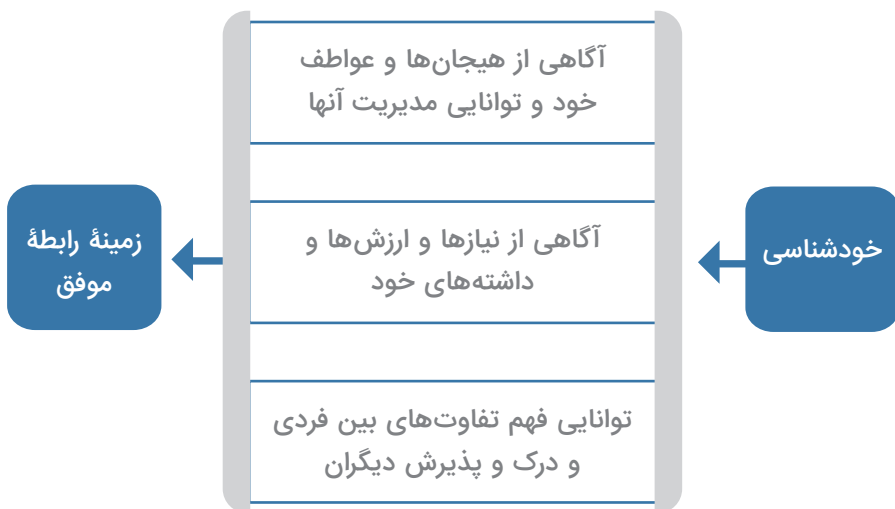 خودشناسی
آگاهی از هیجان‌ها و عواطف
خود و توانایی مدیریت آنها
آگاهی از نیازها و ارزش‌ها و
داشته‌های خود
توانایی فهم تفاوت‌های بین فردی
و درک و پذیرش دیگران
زمینهٔ رابطهٔ
موفق